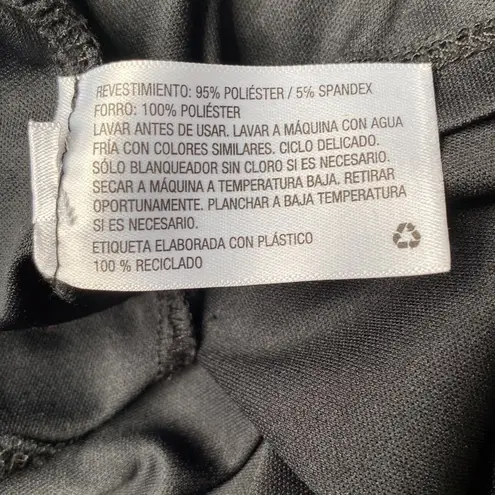 REVESTIMIENTO: 95% POLIÉSTER / 5% SPANDEX
FORRO: 100% POLIÉSTER
LAVAR ANTES DE USAR. LAVAR A MÁQUINA CON AGUA
FRÍA CON COLORES SIMILARES. CICLO DELICADO.
SÓLO BLANQUEADOR SIN CLORO SI ES NECESARIO.
SECAR A MÁQUINA A TEMPERATURA BAJA. RETIRAR
OPORTUNAMENTE. PLANCHAR A BAJA TEMPERATURA
SI ES NECESARIO.
ETIQUETA ELABORADA CON PLÁSTICO
100 % RECICLADO